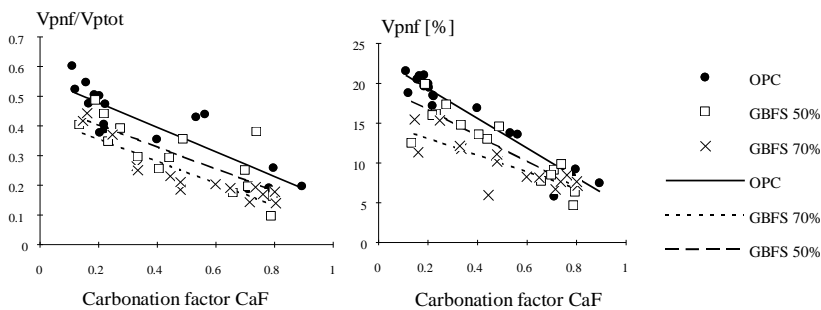 Vpnf/Vptot
0.7
0.6
0.5
0.4
0.3
0.2
0.1
0
0 0.2 0.4 0.6 0.8 1
Carbonation factor CaF
Vpnf [%]
25
20
15
10
5
0
0 0.2 0.4 0.6 0.8 1
Carbonation factor CaF
OPC
GBFS 50%
GBFS 70%
OPC
GBFS 70%
GBFS 50%